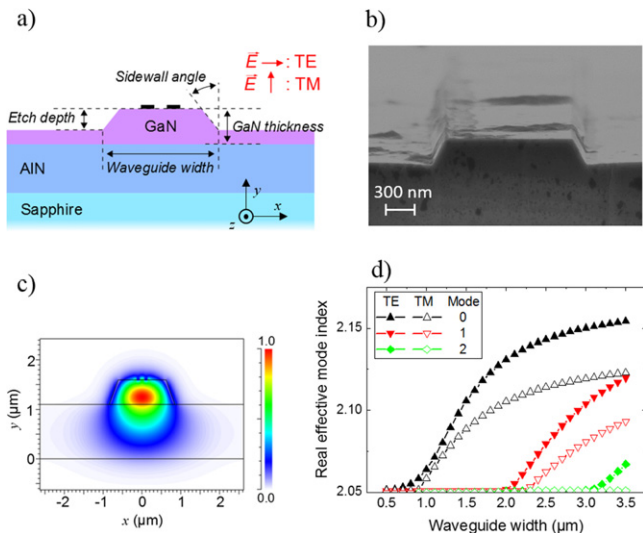 a)
E : TE
E : TM
Sidewall angle
Etch depth
GaN
GaN thickness
Waveguide width
AlN
Sapphire
y
z
x
b)
300 nm
c)
1.0
0.0
2
1
0
y (μm)
-2
-1
0
1
2
x (μm)
d)
TE TM Mode
0
1
2
2.15
2.10
2.05
Real effective mode index
0.5 1.0 1.5 2.0 2.5 3.0 3.5
Waveguide width (μm)